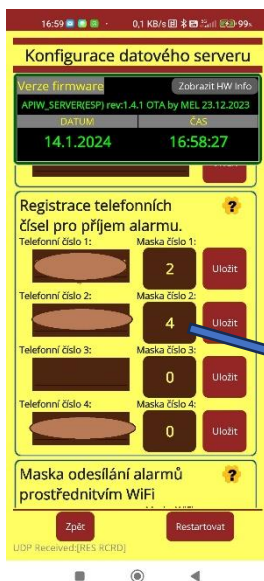 16:59 0,1 KB/s 99+
Konfigurace datového serveru
Verze firmware Zobrazit HW Info
APIW_SERVER(ESP) rev:1.4.1 OTA by MEL 23.12.2023
DATUM ČAS
14.1.2024 16:58:27
Registrace telefonních ?
čísel pro příjem alarmu.
Telefonní číslo 1: Maska číslo 1:
2 Uložit
Telefonní číslo 2: Maska číslo 2:
4 Uložit
Telefonní číslo 3: Maska číslo 3:
0 Uložit
Telefonní číslo 4: Maska číslo 4:
0 Uložit
Maska odesílání alarmů ?
prostřednitvím WiFi
Zpět Restartovat
UDP Received:[RES RCRD]